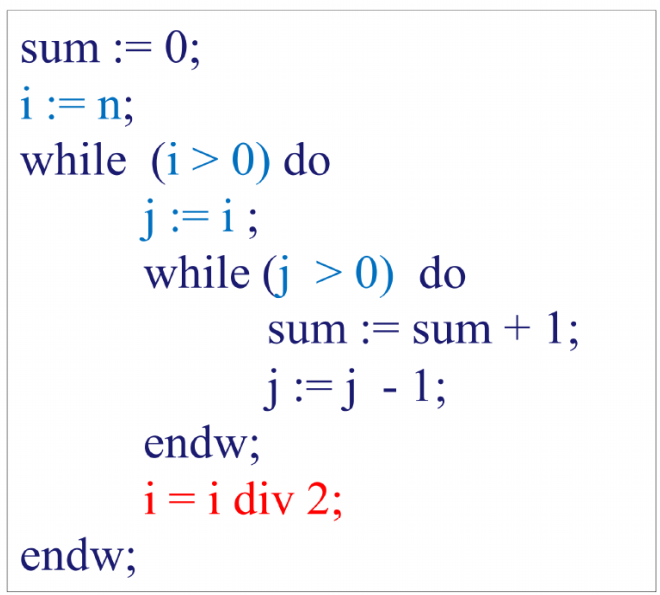 sum := 0;
i := n;
while (i > 0) do
j := i ;
while (j > 0) do
sum := sum + 1;
j := j - 1;
endw;
i = i div 2;
endw;